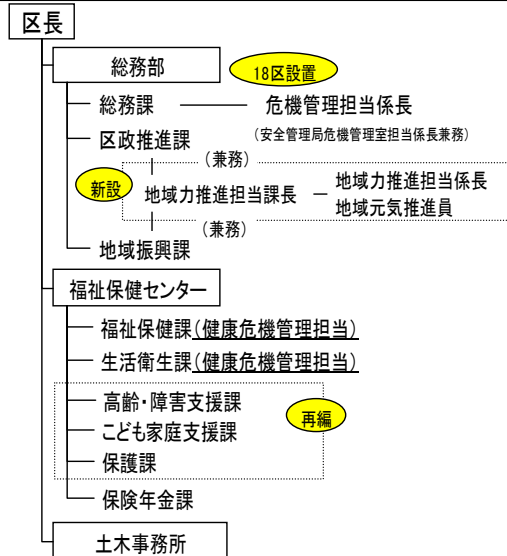 区長
総務部
18区設置
総務課
危機管理担当係長
区政推進課
(安全管理局危機管理室担当係長兼務)
(兼務)
新設
地域力推進担当課長
地域力推進担当係長
地域元気推進員
(兼務)
地域振興課
福祉保健センター
福祉保健課(健康危機管理担当)
生活衛生課(健康危機管理担当)
高齢・障害支援課
再編
こども家庭支援課
保護課
保険年金課
土木事務所